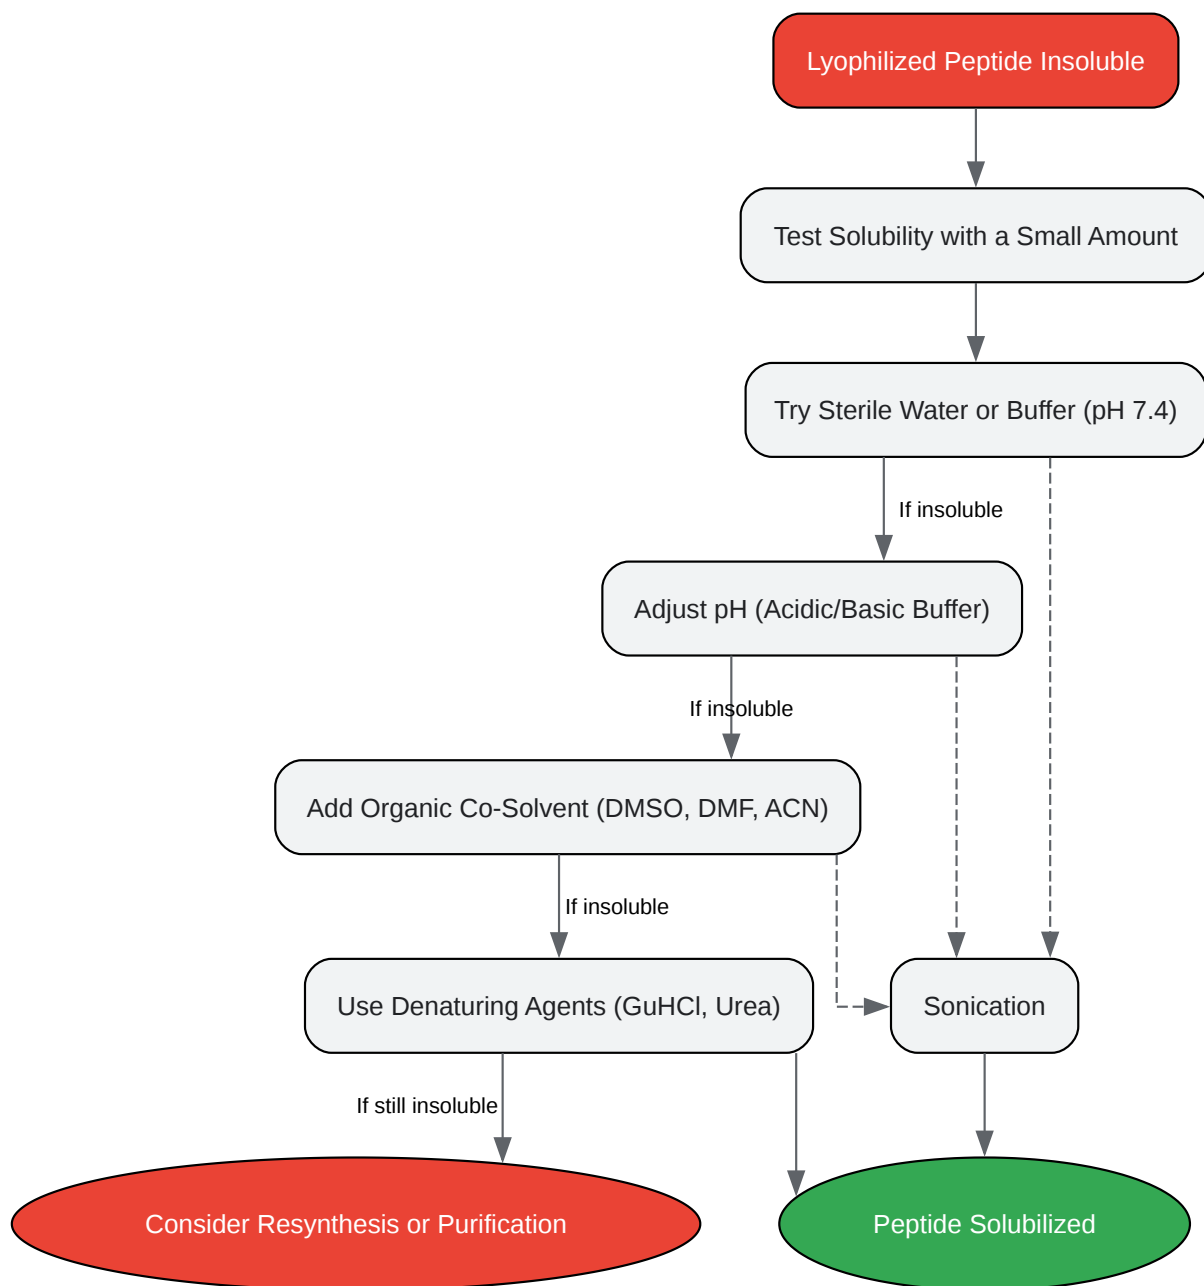 Lyophilized Peptide Insoluble
Test Solubility with a Small Amount
Try Sterile Water or Buffer (pH 7.4)
If insoluble
Adjust pH (Acidic/Basic Buffer)
If insoluble
Add Organic Co-Solvent (DMSO, DMF, ACN)
If insoluble
Use Denaturing Agents (GuHCl, Urea)
Sonication
If still insoluble
Consider Resynthesis or Purification
Peptide Solubilized